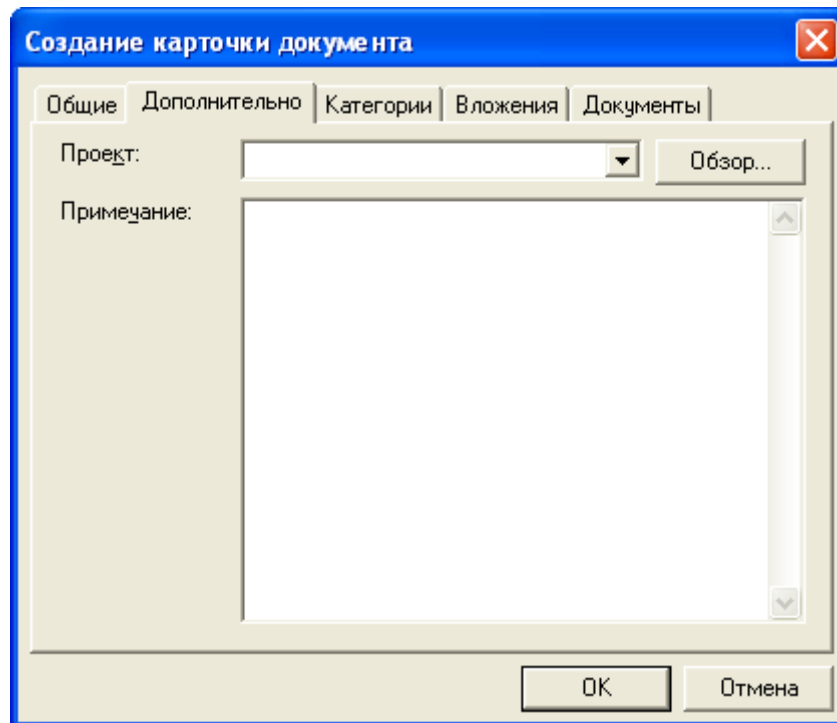 Создание карточки документа
Общие Дополнительно Категории Вложения Документы
Проект: Обзор...
Примечание:
OK Отмена